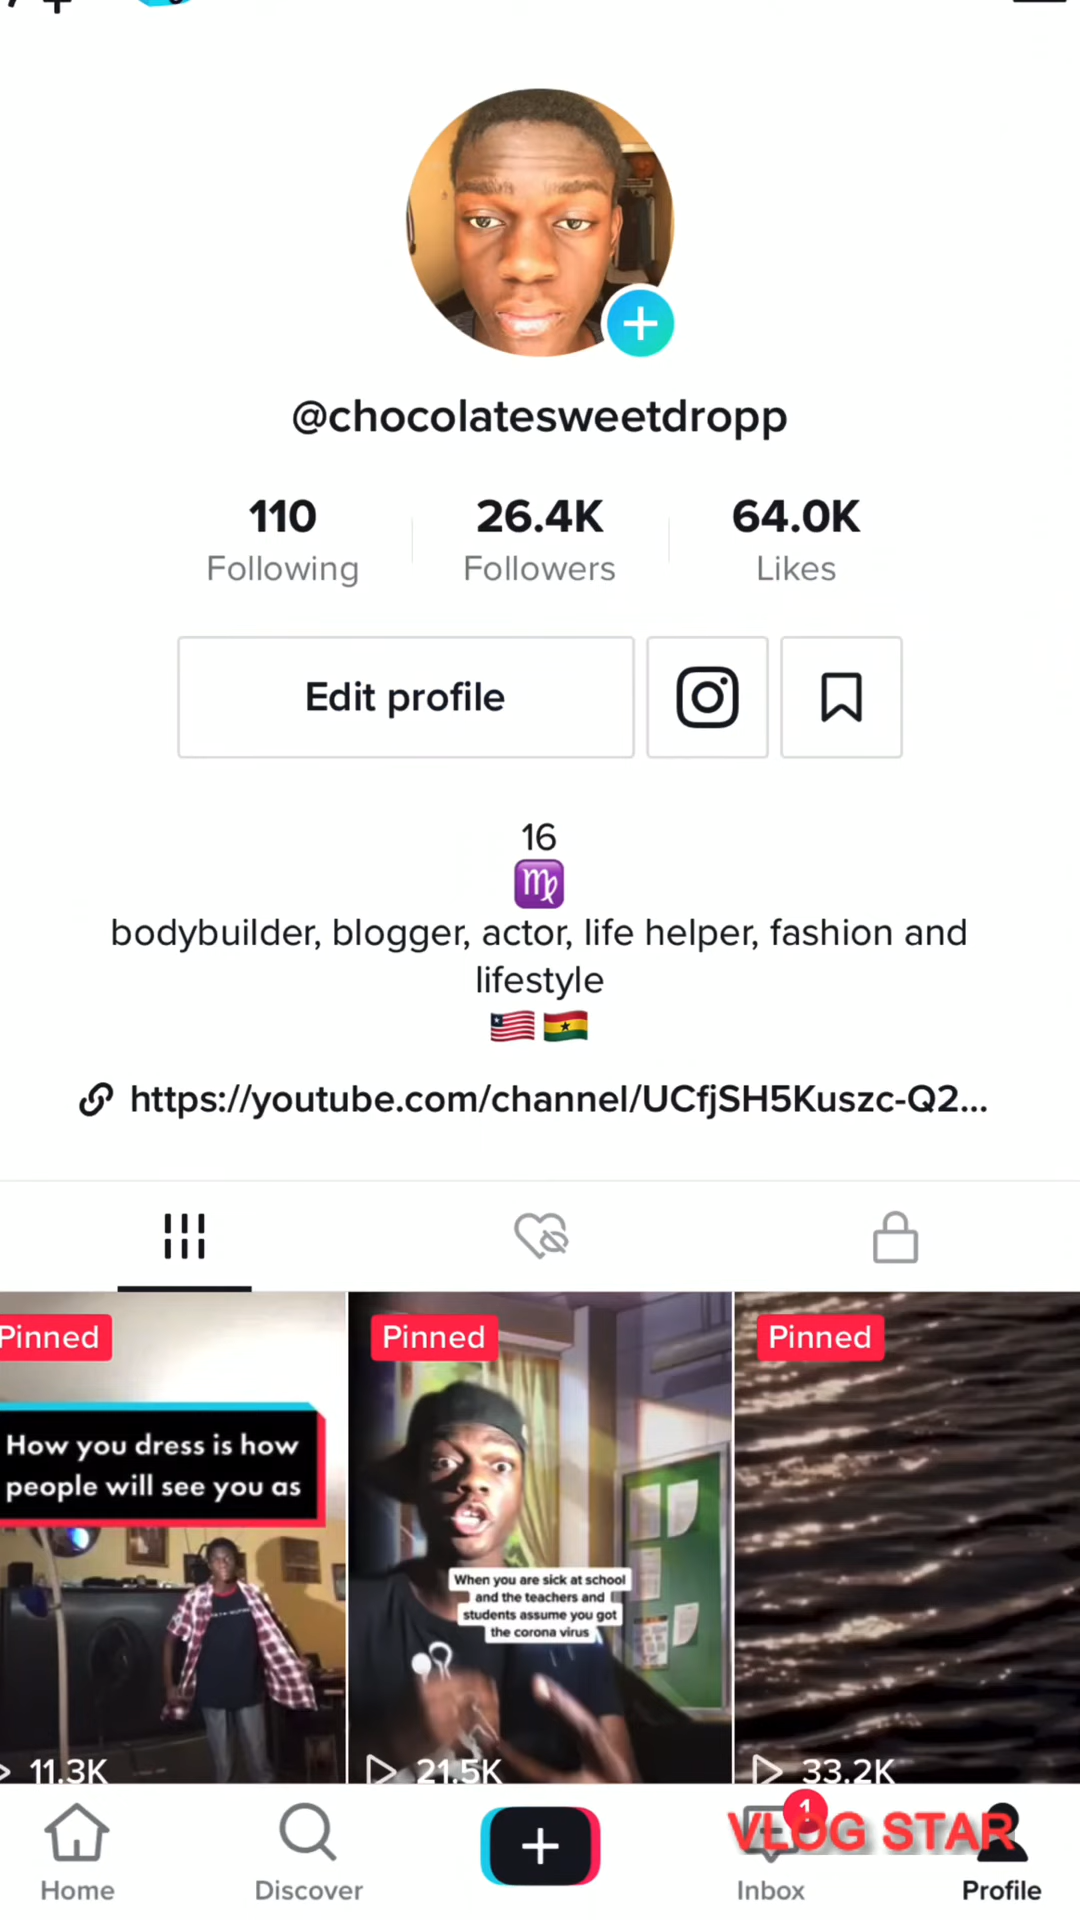 @chocolatesweetdropp
110
Following
26.4K
Followers
64.0K
Likes
Edit profile
16
♍
bodybuilder, blogger, actor, life helper, fashion and
lifestyle
🇱🇷 🇬🇭
https://youtube.com/channel/UCfjSH5Kuszc-Q2...
Pinned
How you dress is how
people will see you as
11.3K
Pinned
When you are sick at school
and the teachers and
students assume you got
the corona virus
21.5K
Pinned
33.2K
1
VLOG STAR
Home
Discover
Inbox
Profile